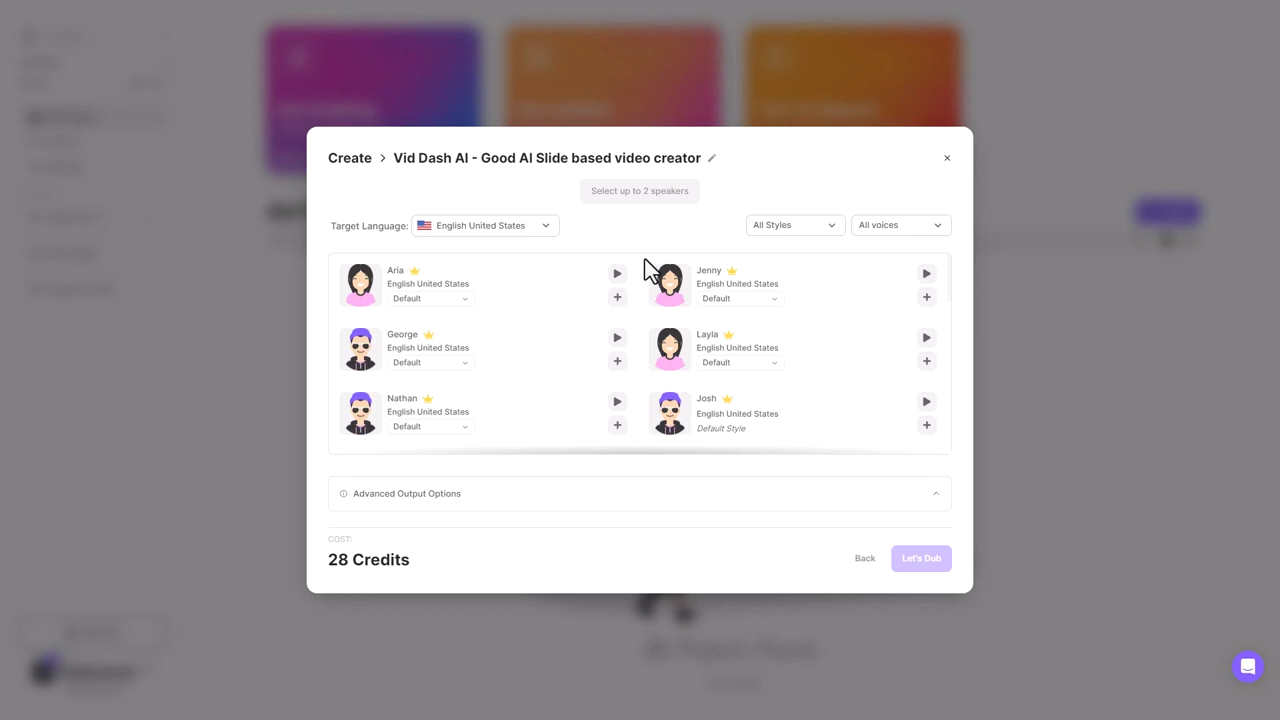 Create > Vid Dash AI - Good AI Slide based video creator
Select up to 2 speakers
Target Language: English United States
All Styles
All voices
Aria
English United States
Default
Jenny
English United States
Default
George
English United States
Default
Layla
English United States
Default
Nathan
English United States
Default
Josh
English United States
Default Style
Advanced Output Options
COST:
28 Credits
Back
Let's Dub